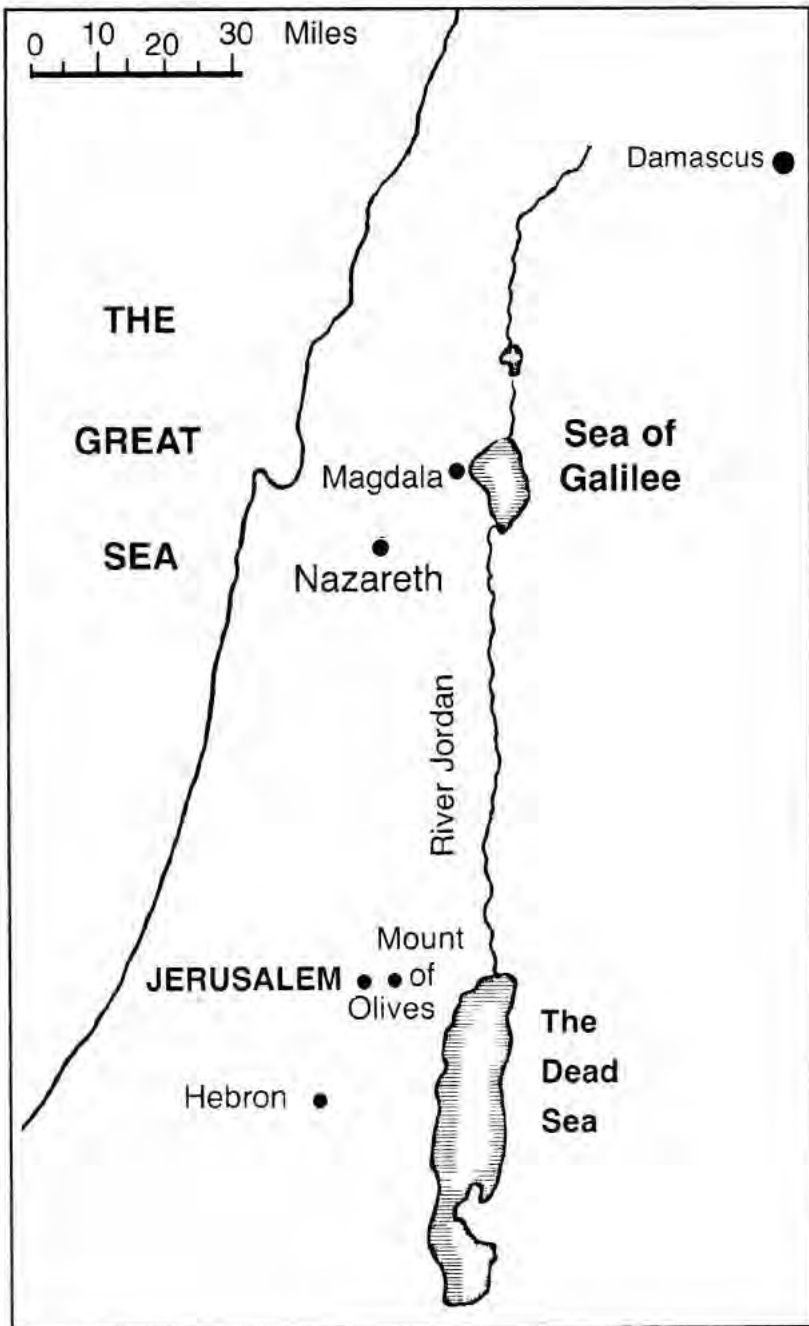 0 10 20 30 Miles
Damascus
THE
GREAT
SEA
Sea of
Galilee
Magdala
Nazareth
River Jordan
JERUSALEM
Mount
of
Olives
The
Dead
Sea
Hebron